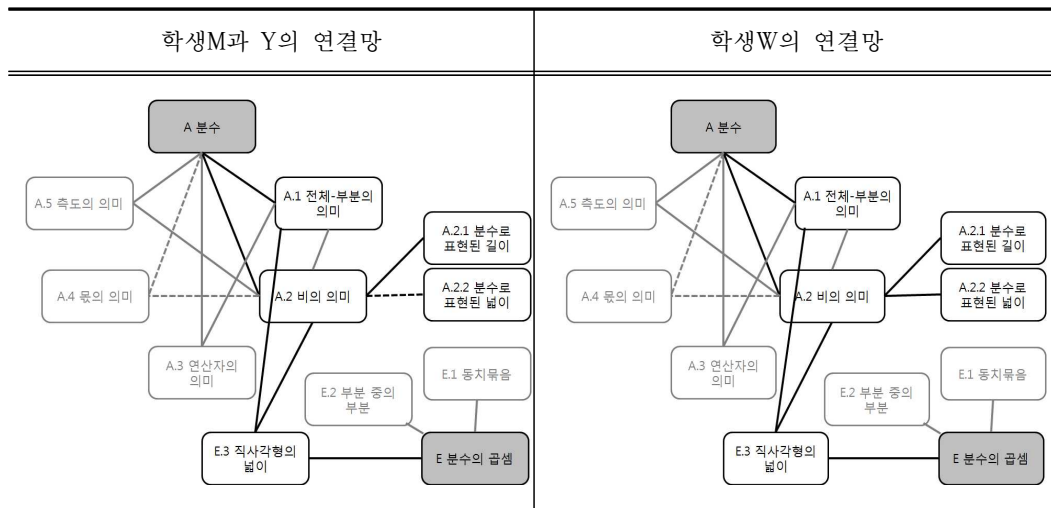 학생M과 Y의 연결망
학생W의 연결망
A 분수
A.5 측도의 의미
A.1 전체-부분의
의미
A.2.1 분수로
표현된 길이
A.4 몫의 의미
A.2 비의 의미
A.2.2 분수로
표현된 넓이
A.3 연산자의
의미
E.1 동치묶음
E.2 부분 중의
부분
E.3 직사각형의
넓이
E 분수의 곱셈
A 분수
A.5 측도의 의미
A.1 전체-부분의
의미
A.2.1 분수로
표현된 길이
A.4 몫의 의미
A.2 비의 의미
A.2.2 분수로
표현된 넓이
A.3 연산자의
의미
E.1 동치묶음
E.2 부분 중의
부분
E.3 직사각형의
넓이
E 분수의 곱셈